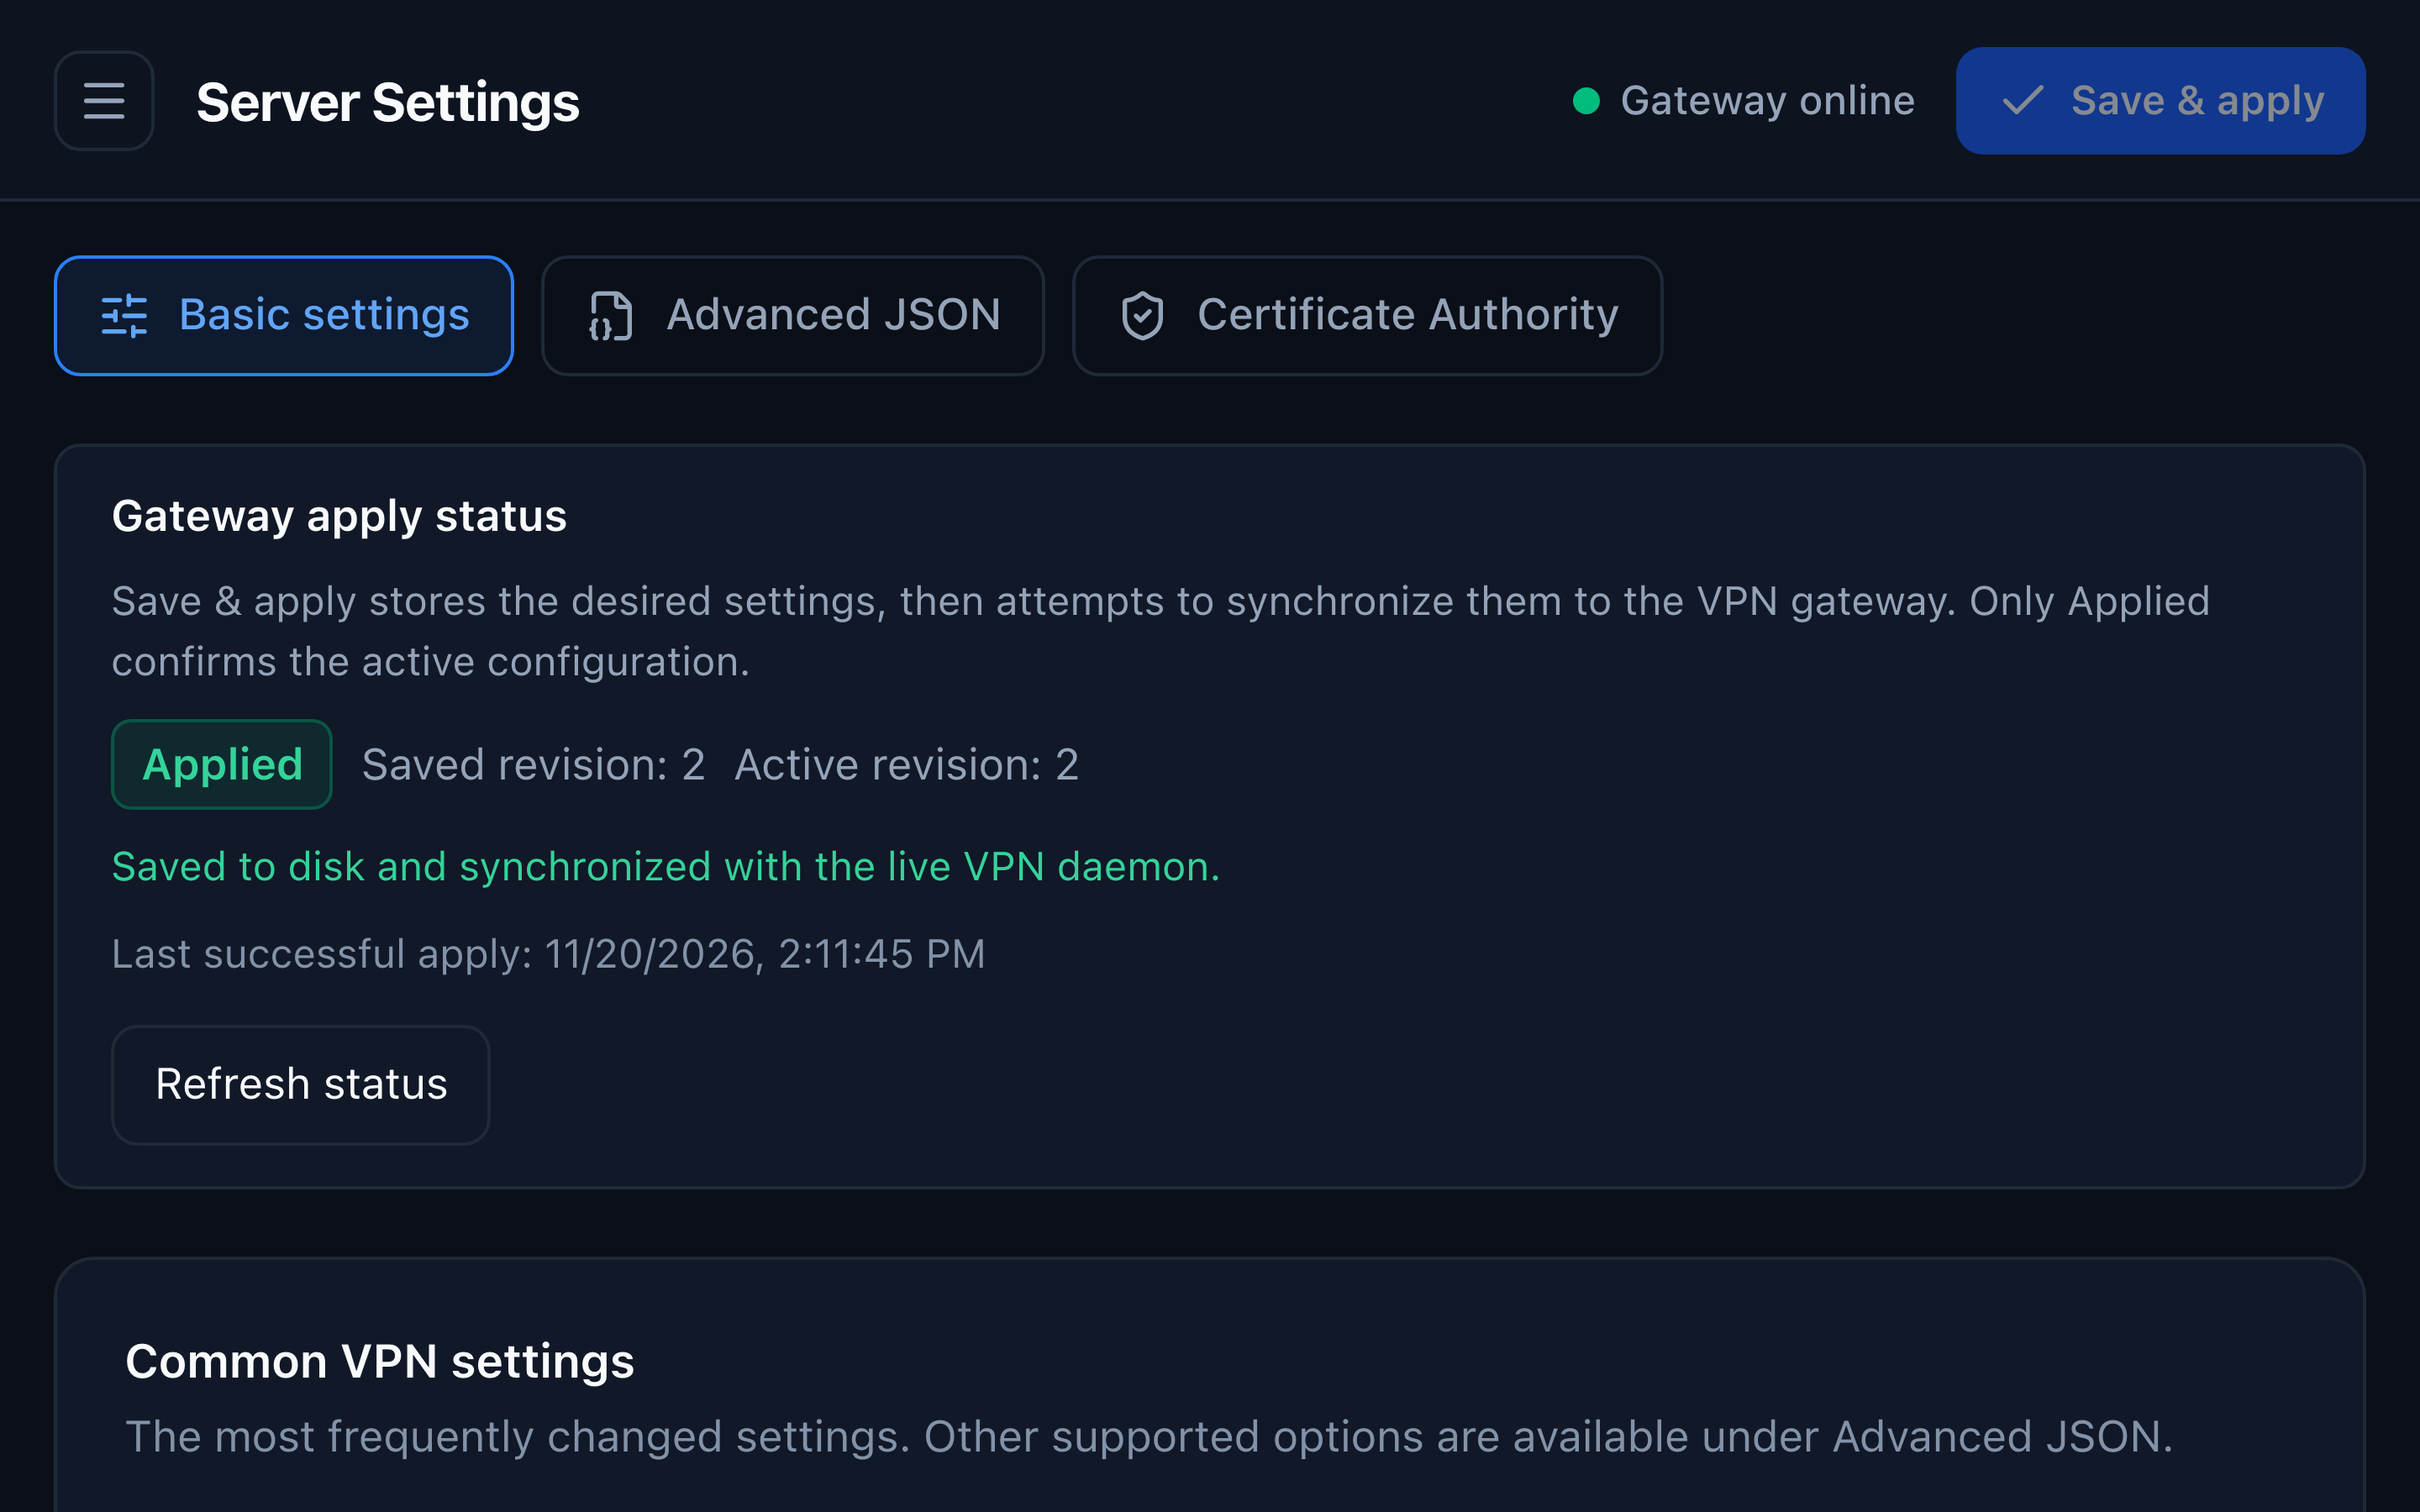 Server Settings
Gateway online
Save & apply
Basic settings
Advanced JSON
Certificate Authority
Gateway apply status
Save & apply stores the desired settings, then attempts to synchronize them to the VPN gateway. Only Applied
confirms the active configuration.
Applied
Saved revision: 2
Active revision: 2
Saved to disk and synchronized with the live VPN daemon.
Last successful apply: 11/20/2026, 2:11:45 PM
Refresh status
Common VPN settings
The most frequently changed settings. Other supported options are available under Advanced JSON.